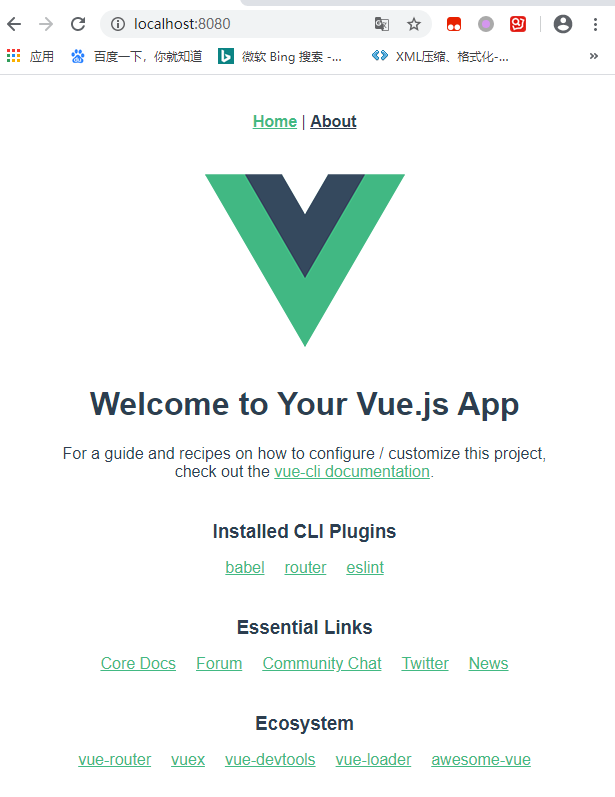 localhost:8080
应用 百度一下，你就知道 微软 Bing 搜索 -... XML压缩、格式化-... »
Home | About
Welcome to Your Vue.js App
For a guide and recipes on how to configure / customize this project,
check out the vue-cli documentation.
Installed CLI Plugins
babel router eslint
Essential Links
Core Docs Forum Community Chat Twitter News
Ecosystem
vue-router vuex vue-devtools vue-loader awesome-vue